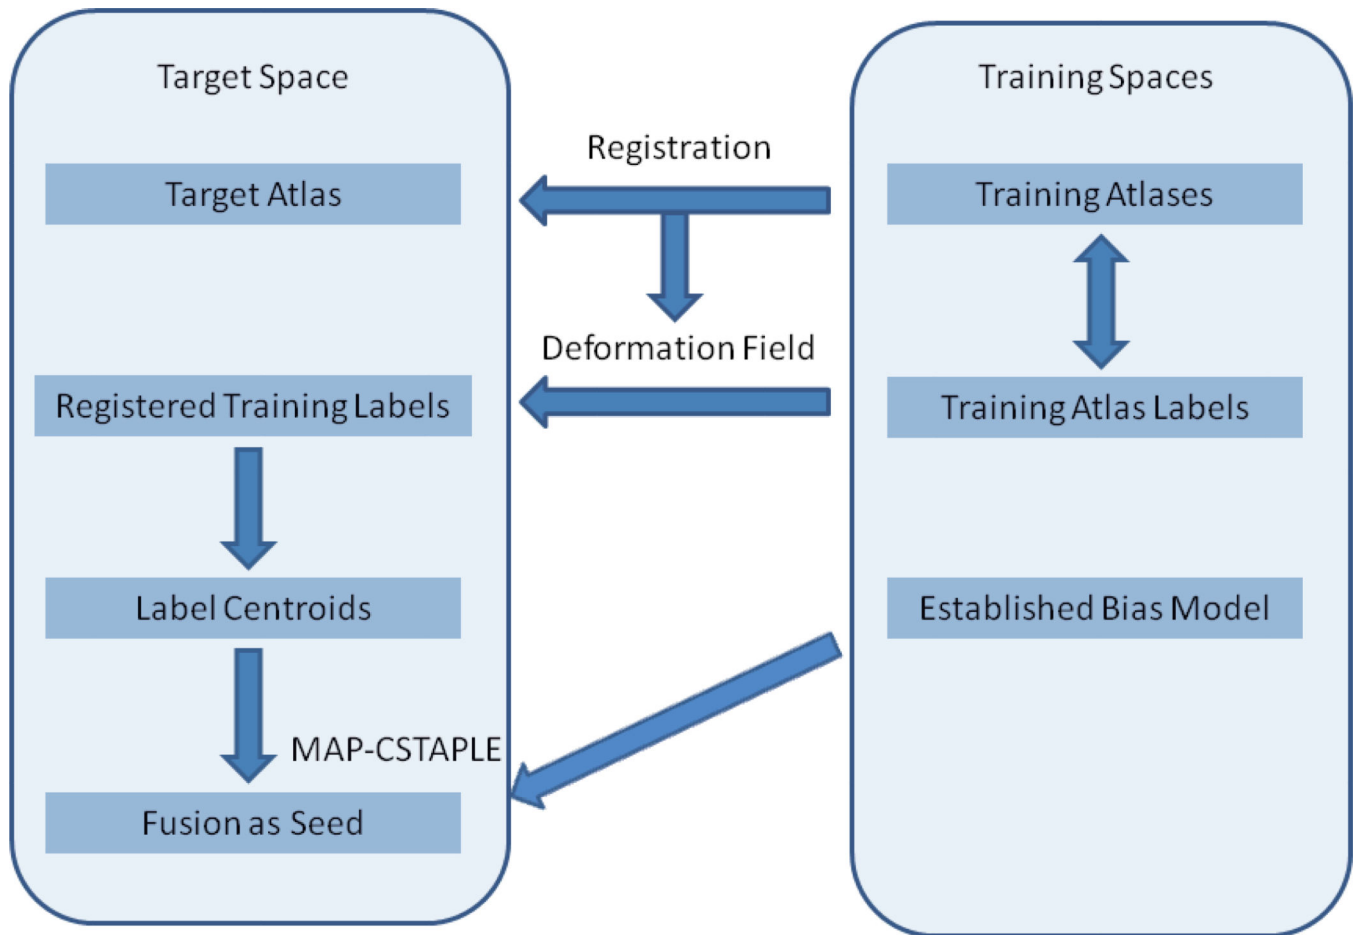 Target Space
Training Spaces
Registration
Target Atlas
Training Atlases
Deformation Field
Registered Training Labels
Training Atlas Labels
Label Centroids
Established Bias Model
MAP-CSTAPLE
Fusion as Seed